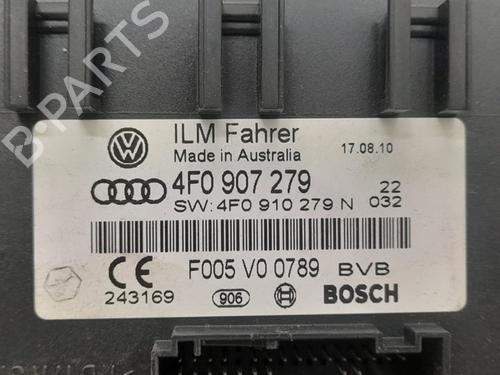 B-PARTS
ILM Fahrer
Made in Australia
17.08.10
4F0 907 279
22
SW: 4F0 910 279 N
032
F005 V0 0789 BVB
CE
243169
906
BOSCH